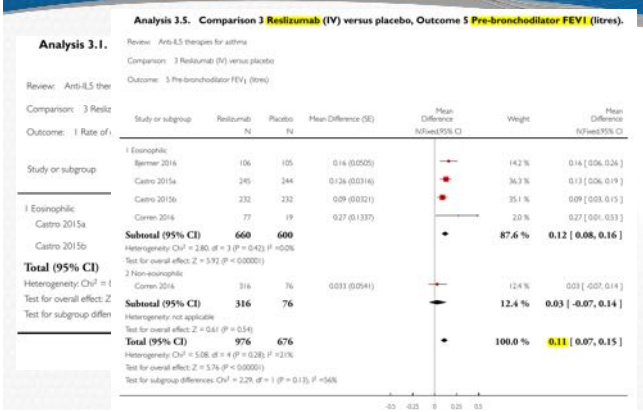 Analysis 3.5. Comparison 3 Reslizumab (IV) versus placebo, Outcome 5 Pre-bronchodilator FEV1 (litres).
Review: Anti-IL5 therapies for asthma
Comparison: 3 Reslizumab (IV) versus placebo
Outcome: 5 Pre-bronchodilator FEV1 (litres)
Study or subgroup Reslizumab Placebo Mean Difference (SE) Mean Difference Weight Mean Difference
N N IV,Fixed,95% CI IV,Fixed,95% CI
1 Eosinophilic
Bjermer 2016 106 105 0.16 (0.0505) 14.2 % 0.16 [ 0.06, 0.26 ]
Castro 2015a 245 244 0.126 (0.0316) 36.3 % 0.13 [ 0.06, 0.19 ]
Castro 2015b 232 232 0.09 (0.0321) 35.1 % 0.09 [ 0.03, 0.15 ]
Corren 2016 77 19 0.27 (0.1337) 2.0 % 0.27 [ 0.01, 0.53 ]
Subtotal (95% CI) 660 600 87.6 % 0.12 [ 0.08, 0.16 ]
Heterogeneity: Chi² = 2.80, df = 3 (P = 0.42); I² =0.0%
Test for overall effect: Z = 5.92 (P < 0.00001)
2 Non-eosinophilic
Corren 2016 316 76 0.033 (0.0541) 12.4 % 0.03 [ -0.07, 0.14 ]
Subtotal (95% CI) 316 76 12.4 % 0.03 [ -0.07, 0.14 ]
Heterogeneity: not applicable
Test for overall effect: Z = 0.61 (P = 0.54)
Total (95% CI) 976 676 100.0 % 0.11 [ 0.07, 0.15 ]
Heterogeneity: Chi² = 5.08, df = 4 (P = 0.28); I² =21%
Test for overall effect: Z = 5.76 (P < 0.00001)
Test for subgroup differences: Chi² = 2.29, df = 1 (P = 0.13), I² =56%
-0.5 -0.25 0 0.25 0.5
Analysis 3.1.
Review: Anti-IL5 ther
Comparison: 3 Resliz
Outcome: 1 Rate of
Study or subgroup
1 Eosinophilic
Castro 2015a
Castro 2015b
Total (95% CI)
Heterogeneity: Chi² =
Test for overall effect: Z
Test for subgroup differ